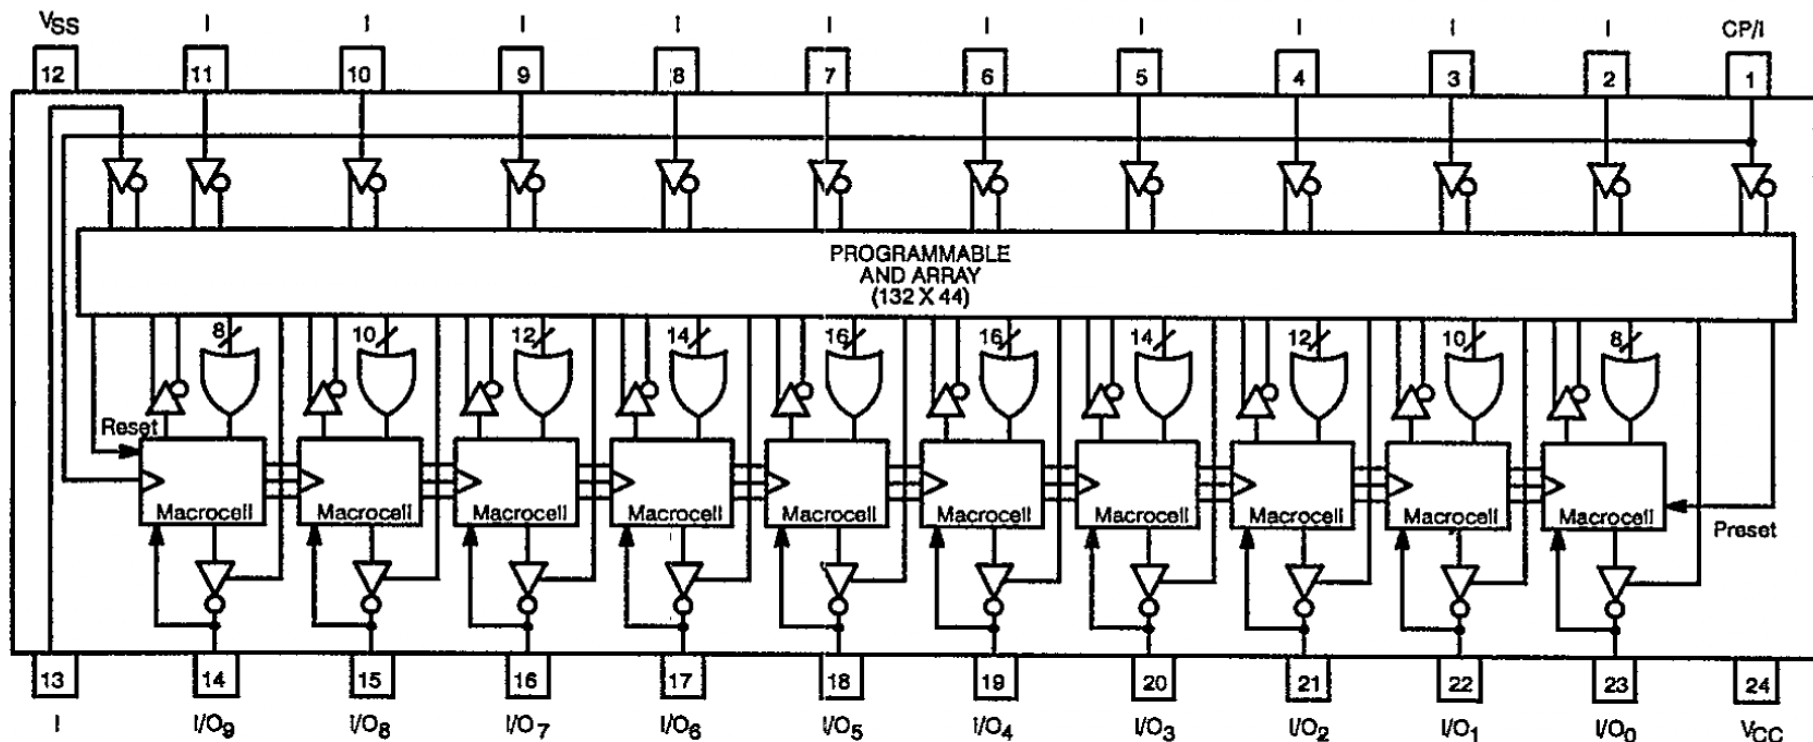 VSS I I I I I I I I I I CP/I
12 11 10 9 8 7 6 5 4 3 2 1
PROGRAMMABLE
AND ARRAY
(132 X 44)
8 10 12 14 16 16 14 12 10 8
Reset
Macrocell Macrocell Macrocell Macrocell Macrocell Macrocell Macrocell Macrocell Macrocell Macrocell
Preset
13 14 15 16 17 18 19 20 21 22 23 24
I I/O9 I/O8 I/O7 I/O6 I/O5 I/O4 I/O3 I/O2 I/O1 I/O0 VCC